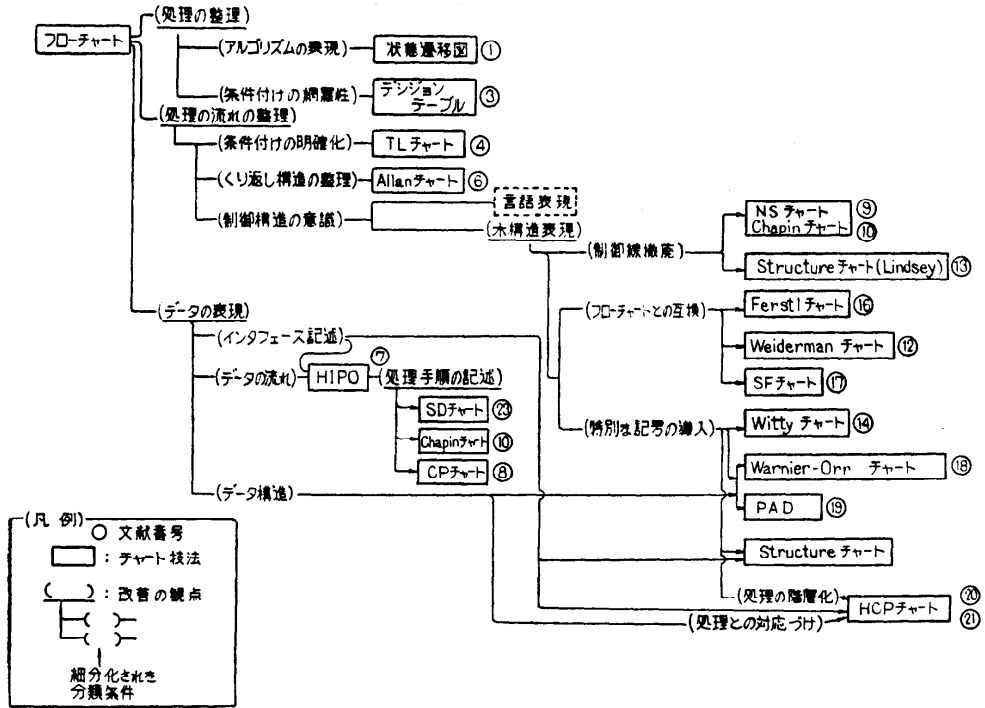 フローチャート
(処理の整理)
(アルゴリズムの表現) 状態遷移図 ①
(条件付けの網羅性) デシジョン
テーブル ③
(処理の流れの整理)
(条件付けの明確化) TLチャート ④
(くり返し構造の整理) Allanチャート ⑥
(制御構造の意識) 言語表現
(木構造表現)
(制御線撤廃) NSチャート ⑨
Chapinチャート ⑩
Structureチャート(Lindsey) ⑬
(フローチャートとの互換) Ferstlチャート ⑯
Weidermanチャート ⑫
SFチャート ⑰
(特別な記号の導入) Wittyチャート ⑭
Warnier-Orrチャート ⑱
PAD ⑲
Structureチャート
(処理の階層化) HCPチャート ⑳
㉑
(処理との対応づけ)
(データの表現)
(インタフェース記述)
(データの流れ) HIPO ⑦ (処理手順の記述)
SDチャート ㉓
Chapinチャート ⑩
CPチャート ⑧
(データ構造)
(凡例)
○ 文献番号
: チャート技法
( ) : 改善の観点
( )
( )
細分化されき
分類条件